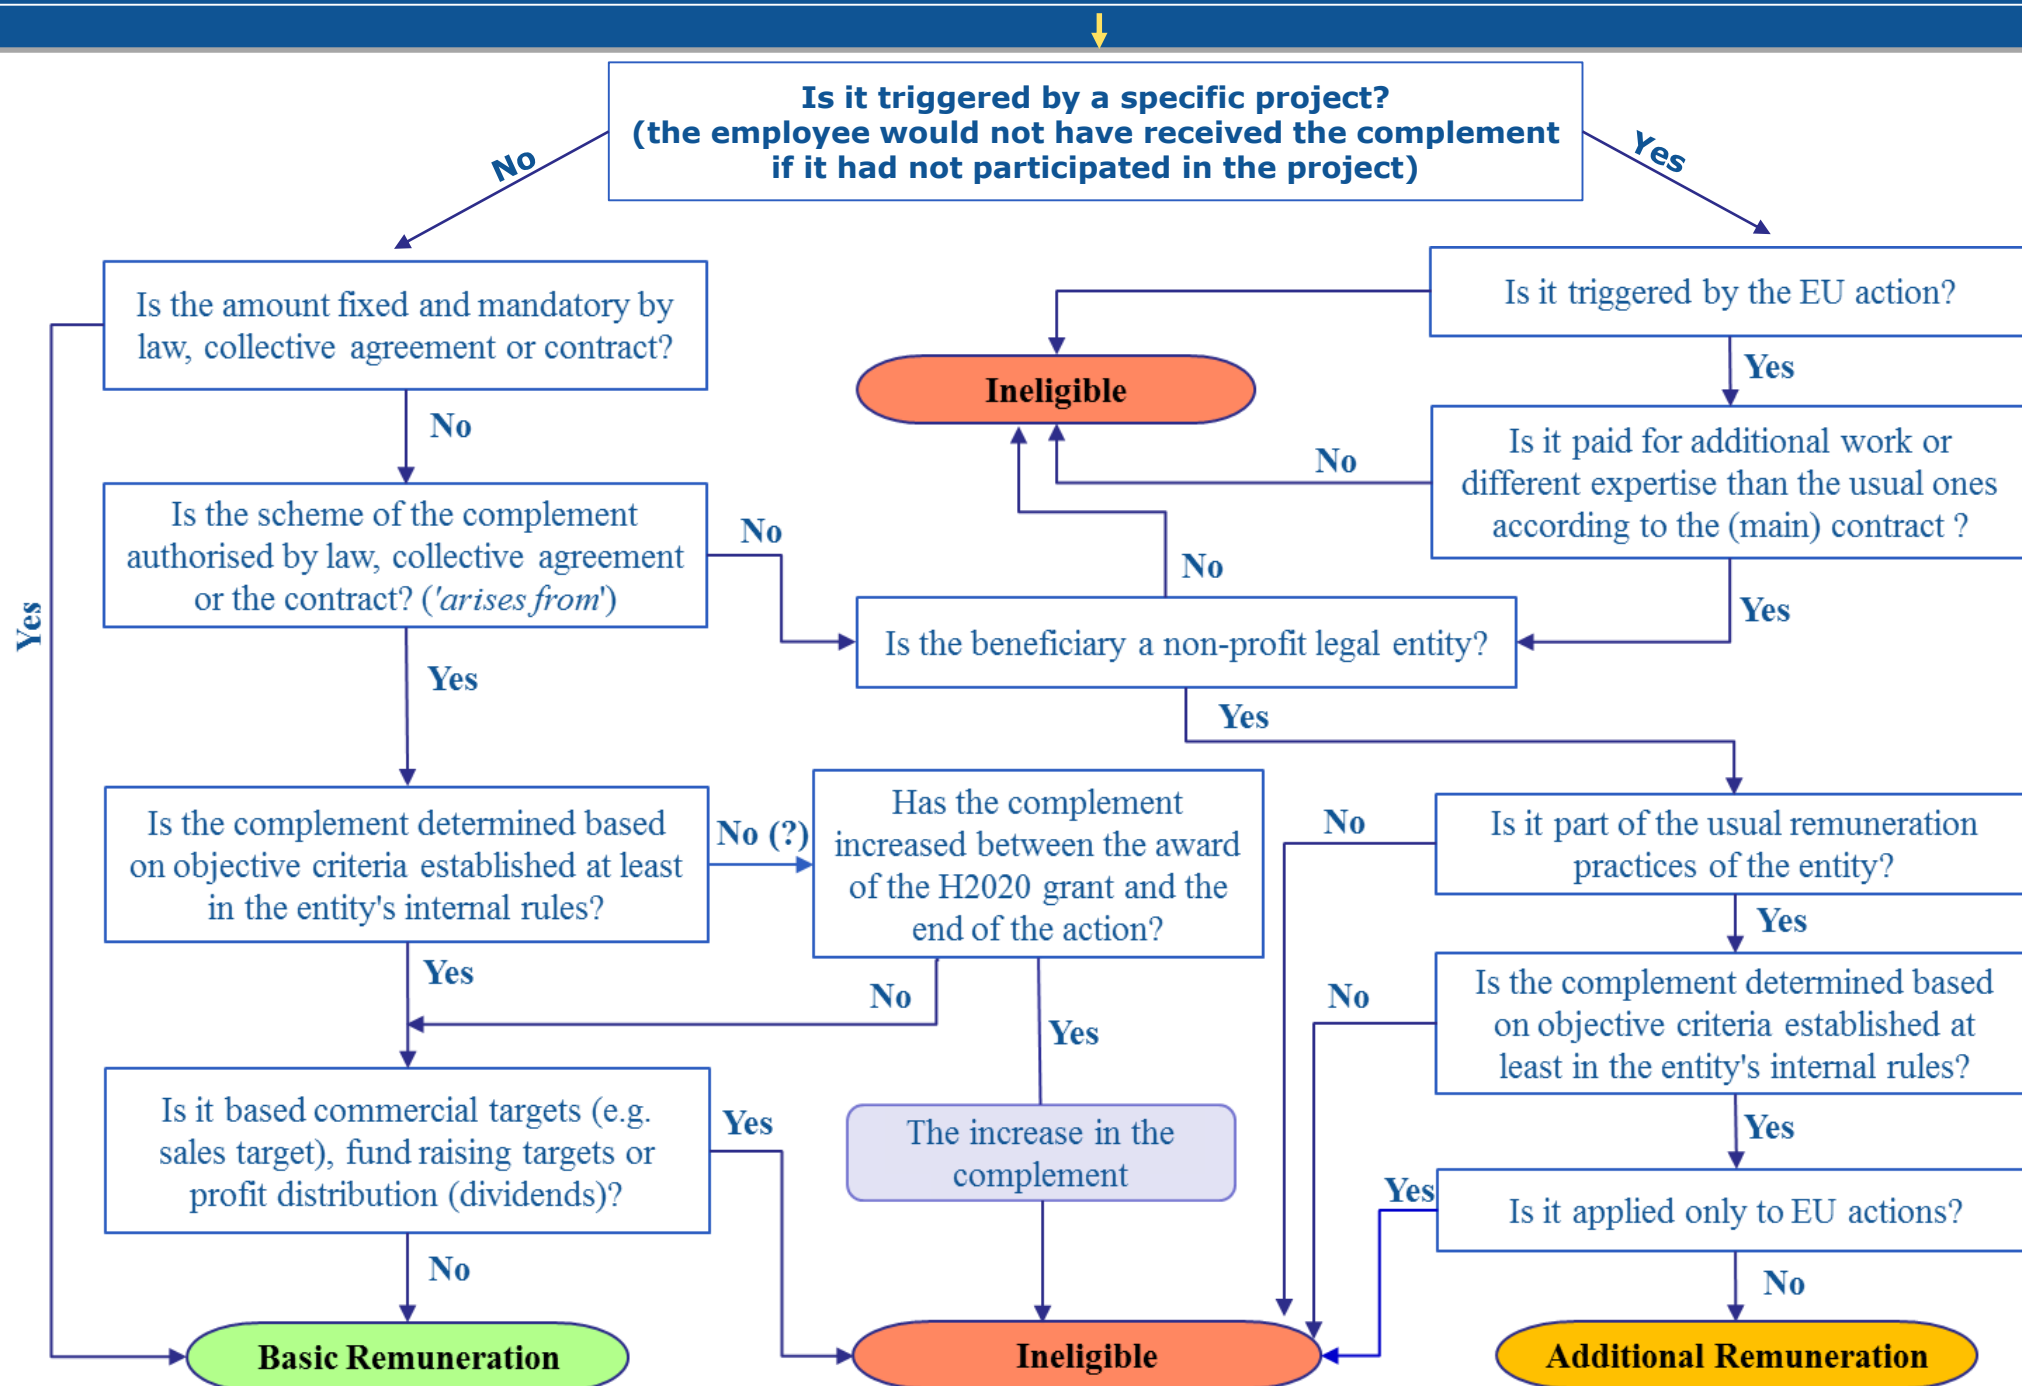 Is it triggered by a specific project?
(the employee would not have received the complement
if it had not participated in the project)
No
Yes
Is the amount fixed and mandatory by
law, collective agreement or contract?
Is it triggered by the EU action?
Ineligible
Yes
No
Is it paid for additional work or
different expertise than the usual ones
according to the (main) contract ?
No
Is the scheme of the complement
authorised by law, collective agreement
or the contract? ('arises from')
No
No
Yes
Yes
Is the beneficiary a non-profit legal entity?
Yes
Yes
Is the complement determined based
on objective criteria established at least
in the entity's internal rules?
No (?)
Has the complement
increased between the award
of the H2020 grant and the
end of the action?
No
Is it part of the usual remuneration
practices of the entity?
Yes
Yes
No
Yes
No
Is the complement determined based
on objective criteria established at
least in the entity's internal rules?
Is it based commercial targets (e.g.
sales target), fund raising targets or
profit distribution (dividends)?
Yes
The increase in the
complement
Yes
Yes
Is it applied only to EU actions?
No
No
Basic Remuneration
Ineligible
Additional Remuneration